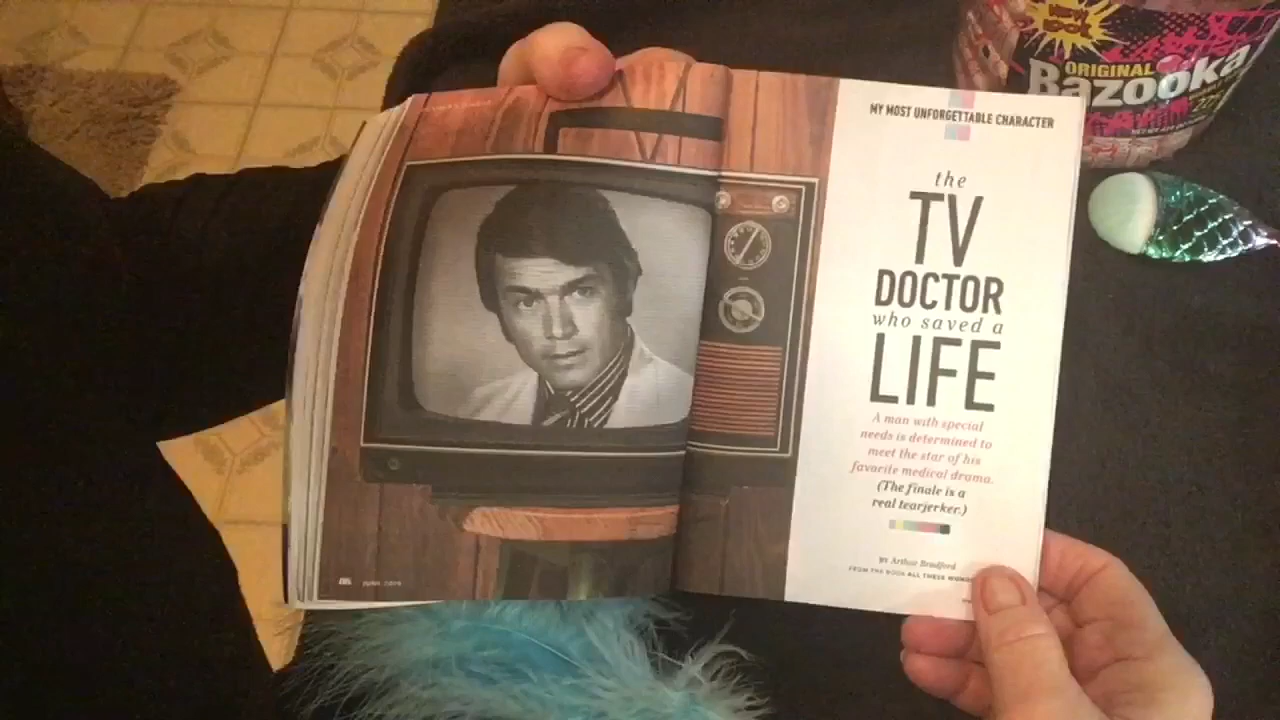 MY MOST UNFORGETTABLE CHARACTER
the
TV
DOCTOR
who saved a
LIFE
A man with special
needs is determined to
meet the star of his
favorite medical drama.
(The finale is a
real tearjerker.)
BY Arthur Bradford
FROM THE BOOK ALL THESE
JUNE 2019
ORIGINAL
Bazooka